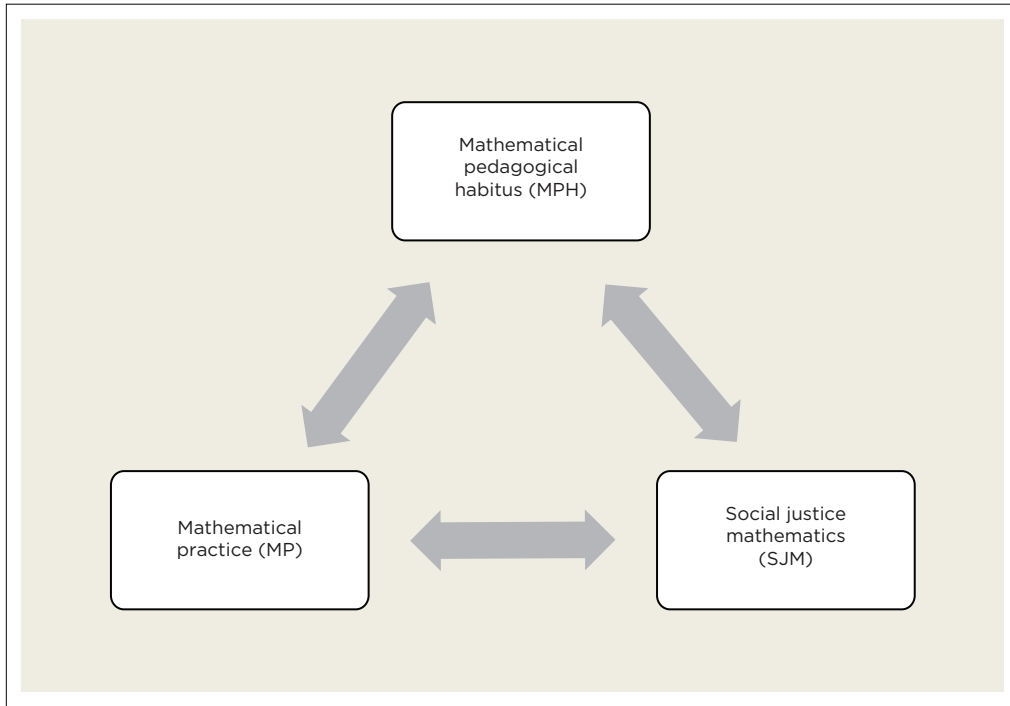 Mathematical
pedagogical
habitus (MPH)
Mathematical
practice (MP)
Social justice
mathematics
(SJM)